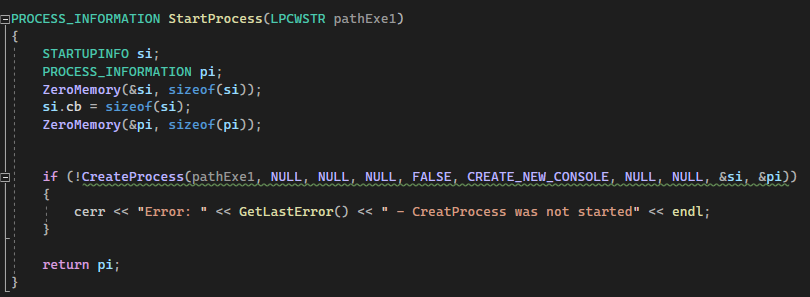 PROCESS_INFORMATION StartProcess(LPCWSTR pathExe1)
{
    STARTUPINFO si;
    PROCESS_INFORMATION pi;
    ZeroMemory(&si, sizeof(si));
    si.cb = sizeof(si);
    ZeroMemory(&pi, sizeof(pi));
    if (!CreateProcess(pathExe1, NULL, NULL, NULL, FALSE, CREATE_NEW_CONSOLE, NULL, NULL, &si, &pi))
    {
        cerr << "Error: " << GetLastError() << " - CreatProcess was not started" << endl;
    }
    return pi;
}